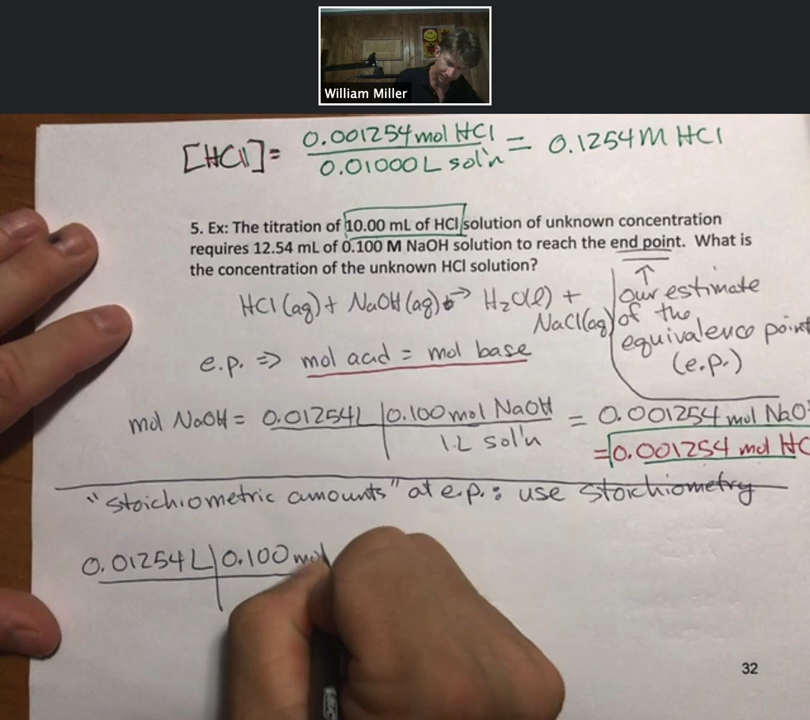 William Miller
[HCl] = 0.001254 mol HCl / 0.01000 L sol'n = 0.1254 M HCl
5. Ex: The titration of 10.00 mL of HCl solution of unknown concentration
requires 12.54 mL of 0.100 M NaOH solution to reach the end point. What is
the concentration of the unknown HCl solution?
HCl(aq) + NaOH(aq) → H₂O(l) +
NaCl(aq)
our estimate
of the
equivalence point
(e.p.)
e.p. ⇒ mol acid = mol base
mol NaOH = 0.01254 L | 0.100 mol NaOH = 0.001254 mol NaO
1 L sol'n
= 0.001254 mol HC
"stoichiometric amounts" at e.p.: use stoichiometry
0.01254 L | 0.100 mol
32